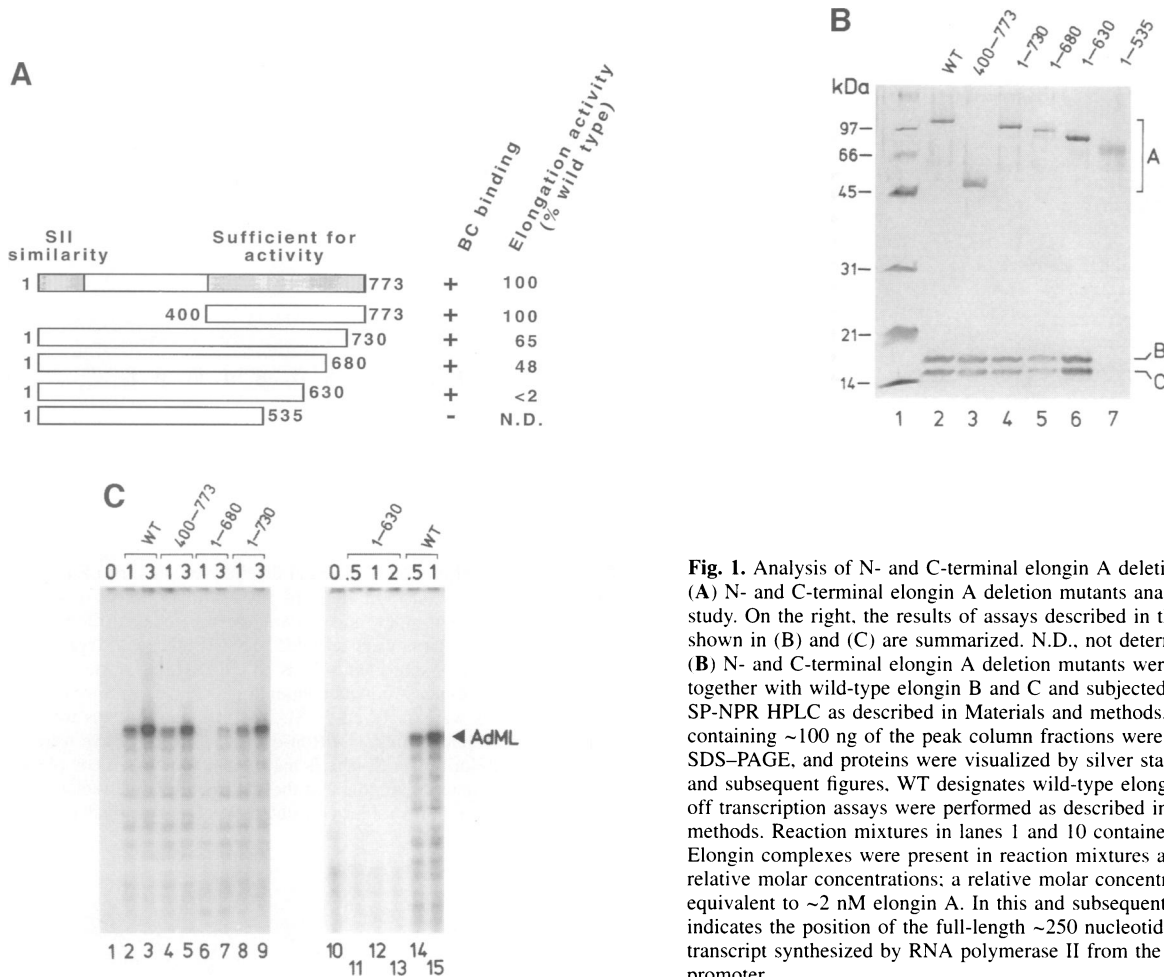 A
BC binding
Elongation activity
(% wild type)
SII
similarity
Sufficient for
activity
1 773 + 100
400 773 + 100
1 730 + 65
1 680 + 48
1 630 + <2
1 535 - N.D.
B
WT 400–773 1–730 1–680 1–630 1–535
kDa
97–
66–
45–
31–
21–
14–
A
B
C
1 2 3 4 5 6 7
C
WT 400–773 1–680 1–730
0 1 3 1 3 1 3 1 3
1–630 WT
0 .5 1 2 .5 1
◄ AdML
1 2 3 4 5 6 7 8 9
10 11 12 13 14 15
Fig. 1. Analysis of N- and C-terminal elongin A deleti
(A) N- and C-terminal elongin A deletion mutants ana
study. On the right, the results of assays described in t
shown in (B) and (C) are summarized. N.D., not deter
(B) N- and C-terminal elongin A deletion mutants wer
together with wild-type elongin B and C and subjected
SP-NPR HPLC as described in Materials and methods.
containing ~100 ng of the peak column fractions were
SDS–PAGE, and proteins were visualized by silver sta
and subsequent figures, WT designates wild-type elong
off transcription assays were performed as described in
methods. Reaction mixtures in lanes 1 and 10 containe
Elongin complexes were present in reaction mixtures a
relative molar concentrations; a relative molar concentr
equivalent to ~2 nM elongin A. In this and subsequent
indicates the position of the full-length ~250 nucleotid
transcript synthesized by RNA polymerase II from the
promoter